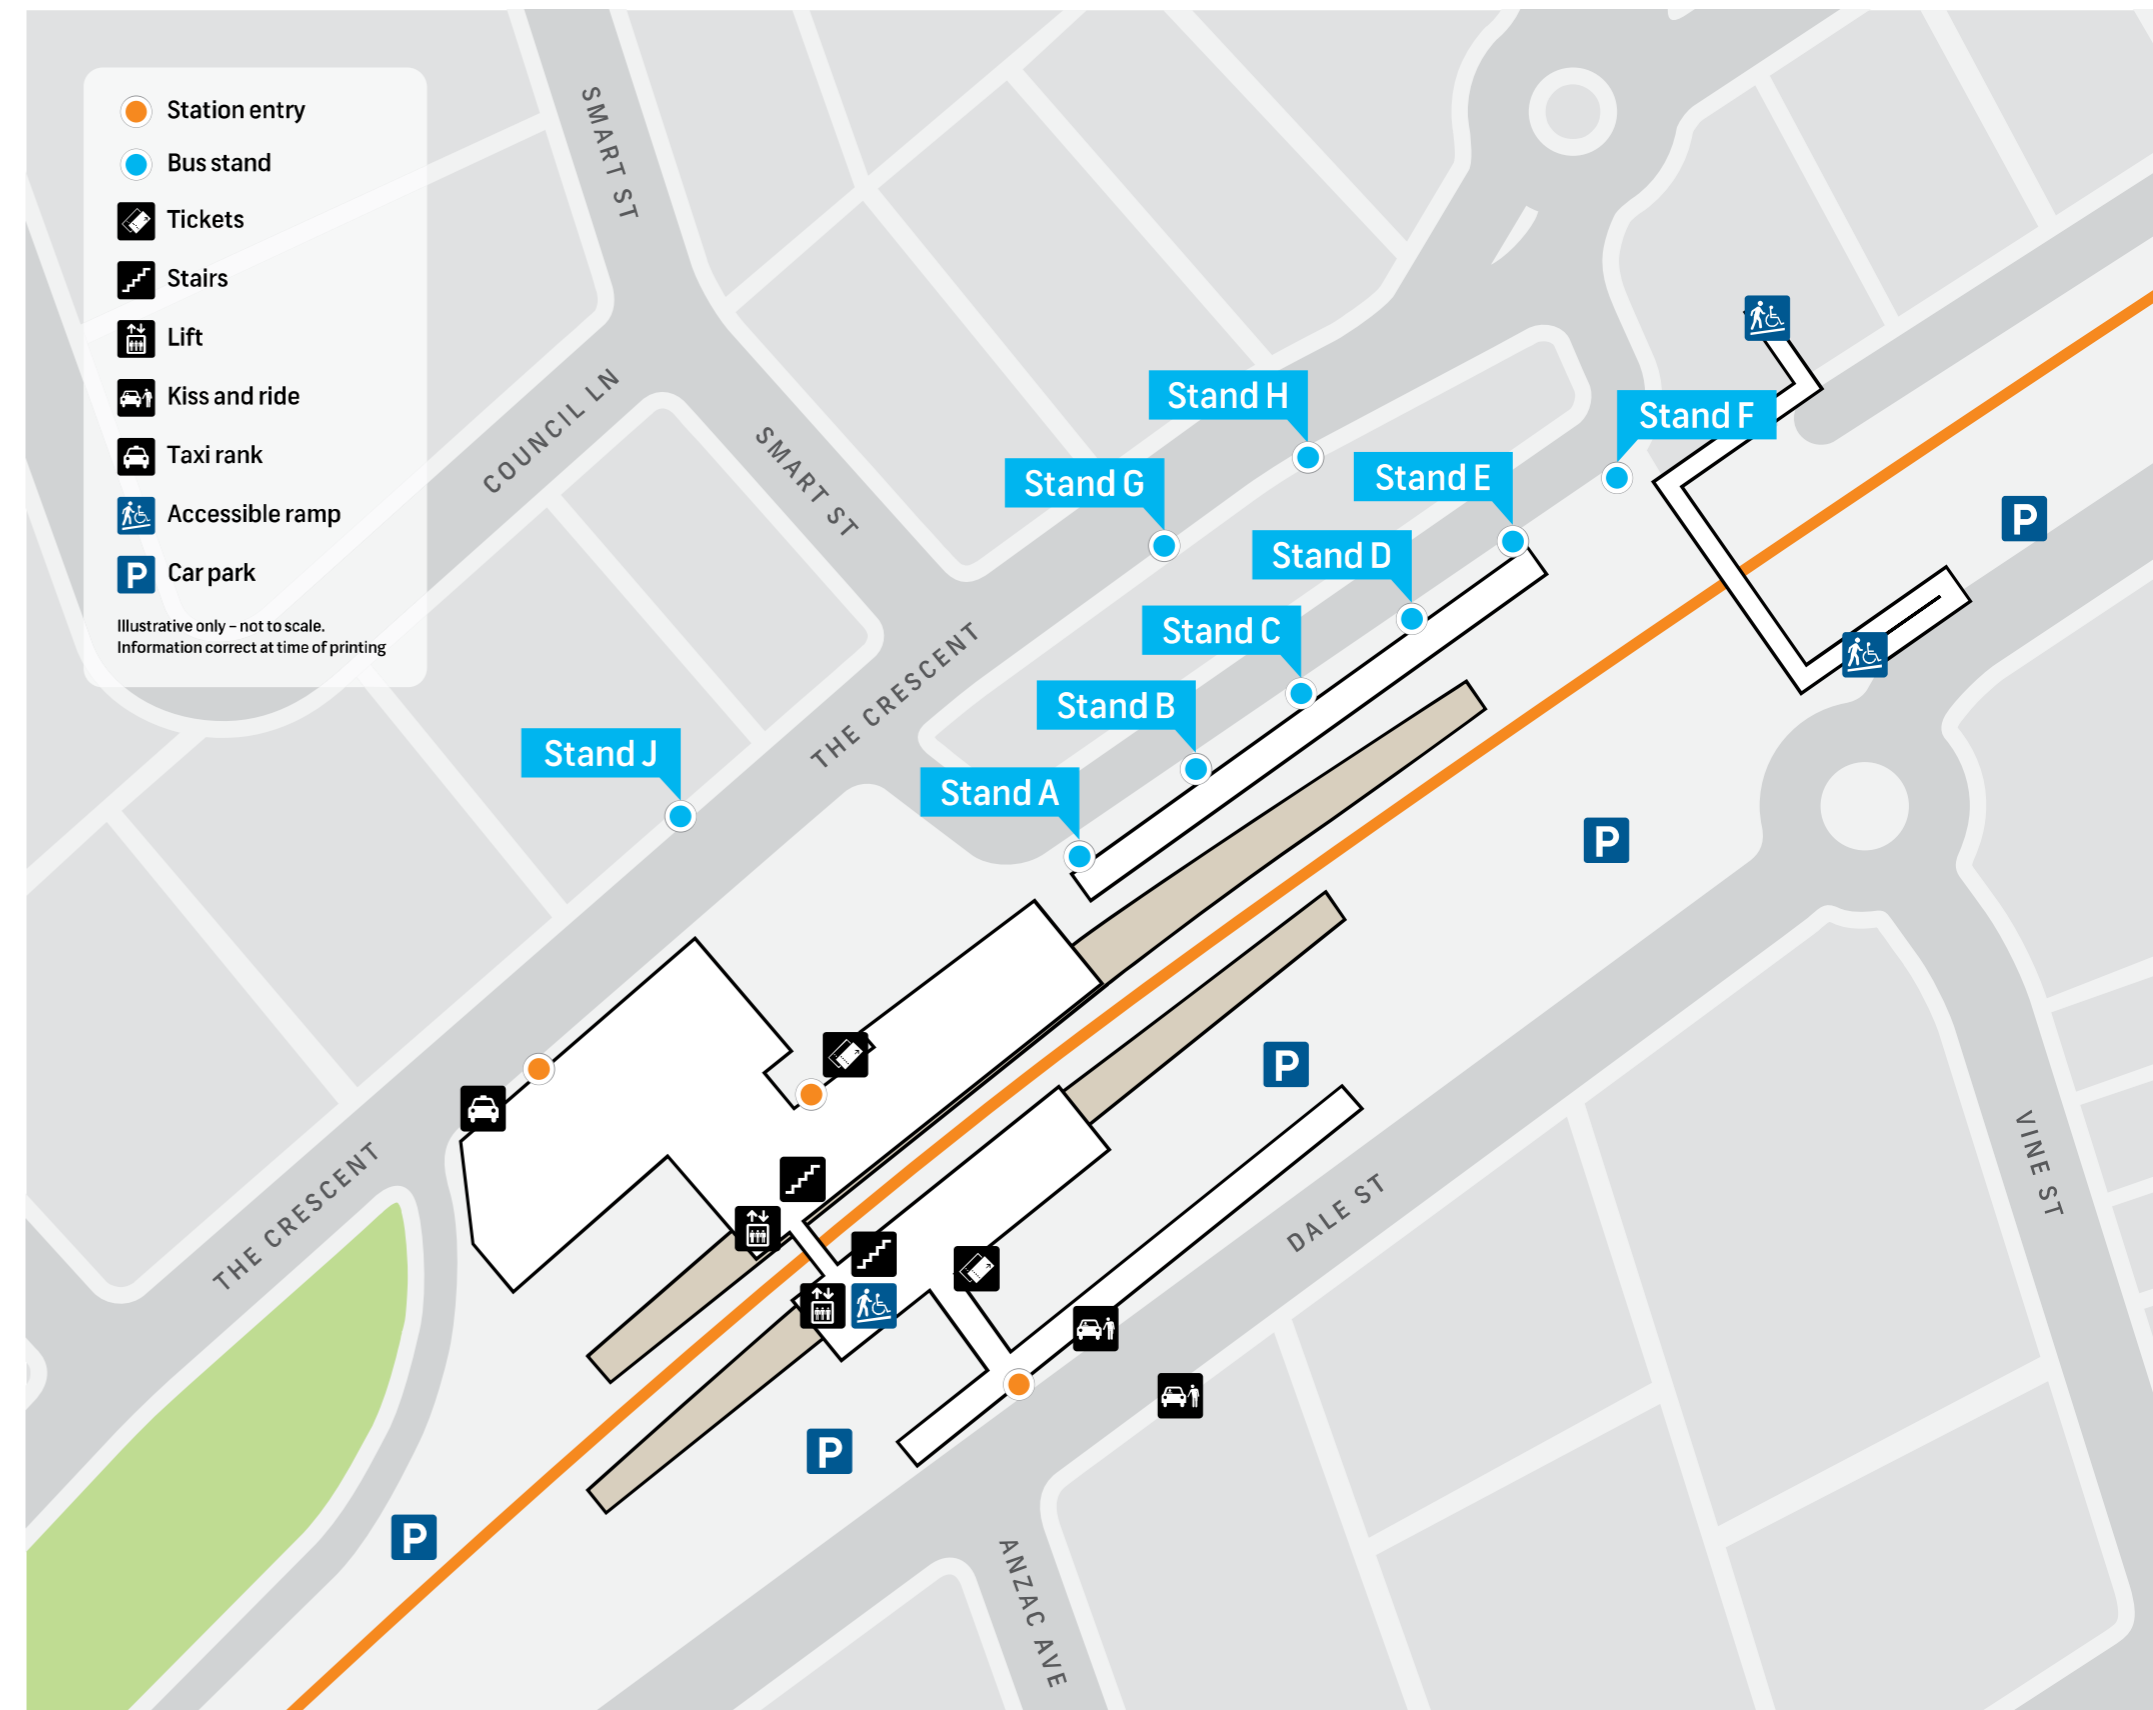 Station entry
Bus stand
Tickets
Stairs
Lift
Kiss and ride
Taxi rank
Accessible ramp
P Car park
Illustrative only – not to scale.
Information correct at time of printing
SMART ST
COUNCIL LN
SMART ST
THE CRESCENT
Stand H
Stand F
Stand G
Stand E
Stand D
Stand C
Stand B
Stand J
Stand A
P
P
P
THE CRESCENT
DALE ST
VINE ST
P
P
ANZAC AVE